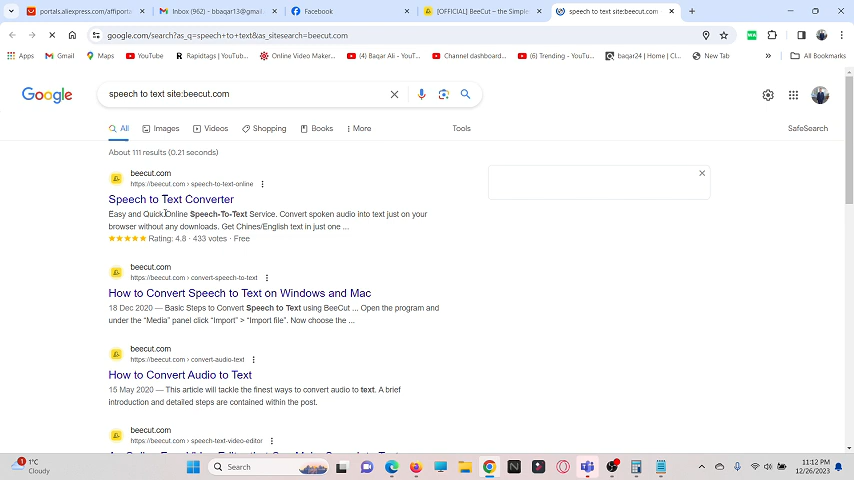 portals.aliexpress.com/affiport
Inbox (962) - bbaqar13@gmail.
Facebook
[OFFICIAL] BeeCut – the Simple
speech to text site:beecut.com
google.com/search?as_q=speech+to+text&as_sitesearch=beecut.com
Apps
Gmail
Maps
YouTube
Rapidtags | YouTub...
Online Video Maker...
(4) Baqar Ali - YouT...
Channel dashboard...
(6) Trending - YouT...
baqar24 | Home | Cl...
New Tab
»
All Bookmarks
Google
speech to text site:beecut.com
All
Images
Videos
Shopping
Books
More
Tools
SafeSearch
About 111 results (0.21 seconds)
beecut.com
https://beecut.com › speech-to-text-online
Speech to Text Converter
Easy and Quick Online Speech-To-Text Service. Convert spoken audio into text just on your
browser without any downloads. Get Chines/English text in just one ...
Rating: 4.8 · 433 votes · Free
beecut.com
https://beecut.com › convert-speech-to-text
How to Convert Speech to Text on Windows and Mac
18 Dec 2020 — Basic Steps to Convert Speech to Text using BeeCut ... Open the program and
under the "Media" panel click "Import" > "Import file". Now choose the ...
beecut.com
https://beecut.com › convert-audio-text
How to Convert Audio to Text
15 May 2020 — This article will tackle the finest ways to convert audio to text. A brief
introduction and detailed steps are contained within the post.
beecut.com
https://beecut.com › speech-text-video-editor
1°C
Cloudy
Search
11:12 PM
12/26/2023